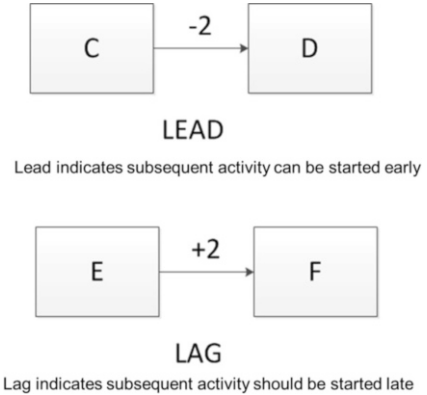 -2
C
D
LEAD
Lead indicates subsequent activity can be started early
+2
E
F
LAG
Lag indicates subsequent activity should be started late